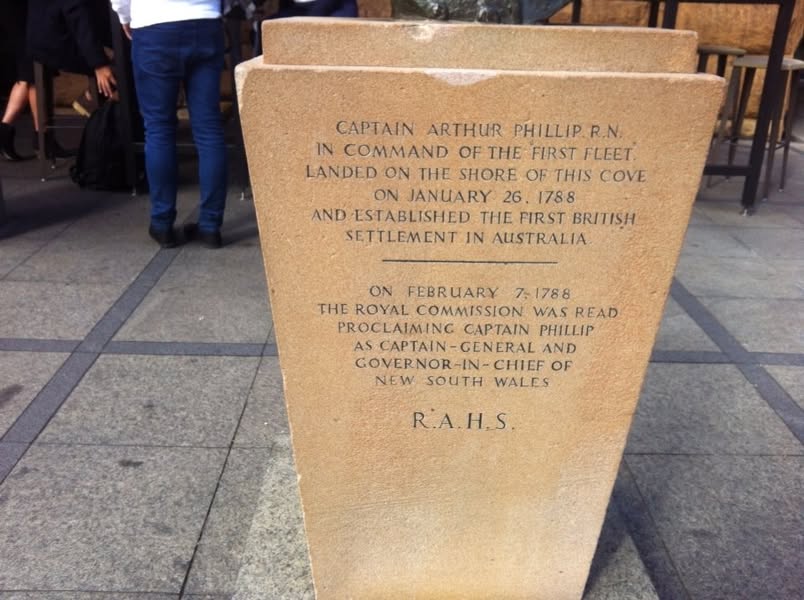 CAPTAIN ARTHUR PHILLIP. R.N.
IN COMMAND OF THE FIRST FLEET,
LANDED ON THE SHORE OF THIS COVE
ON JANUARY 26, 1788
AND ESTABLISHED THE FIRST BRITISH
SETTLEMENT IN AUSTRALIA
ON FEBRUARY 7, 1788
THE ROYAL COMMISSION WAS READ
PROCLAIMING CAPTAIN PHILLIP
AS CAPTAIN-GENERAL AND
GOVERNOR-IN-CHIEF OF
NEW SOUTH WALES
R.A.H.S.